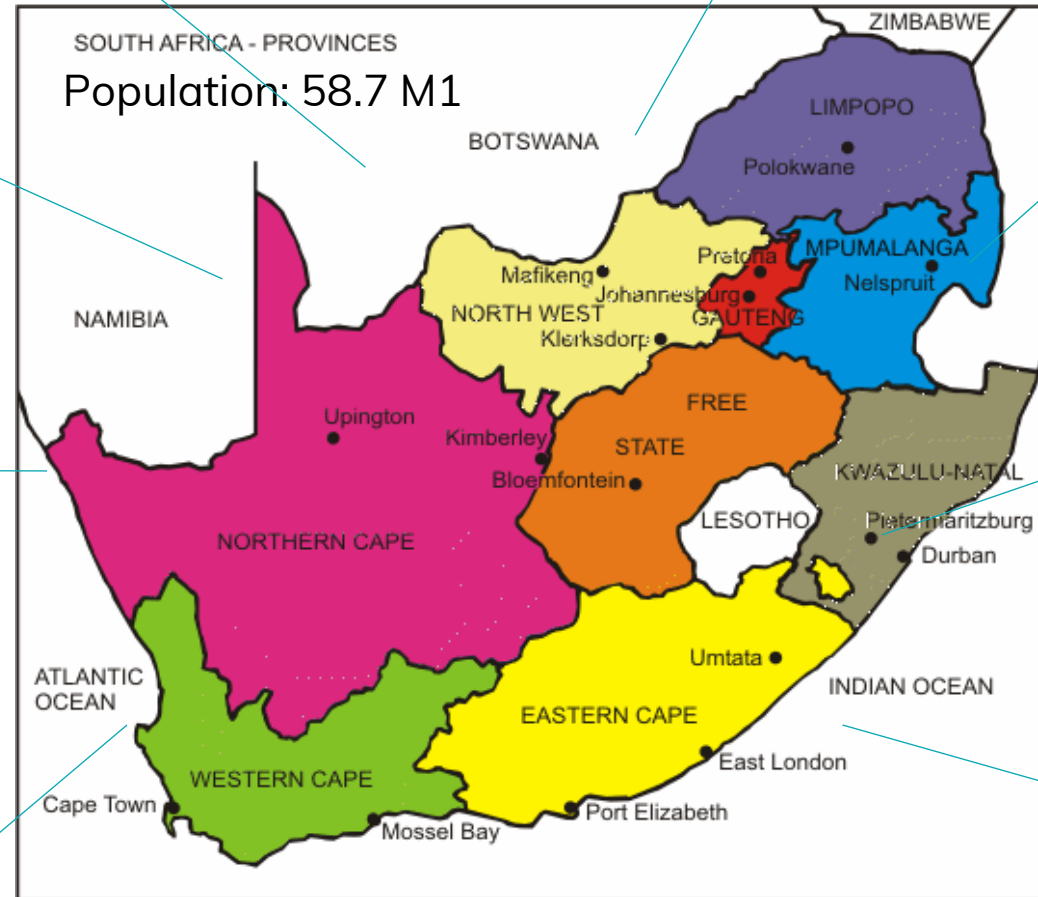 ZIMBABWE
SOUTH AFRICA - PROVINCES
Population: 58.7 M1
LIMPOPO
BOTSWANA
Polokwane
MPUMALANGA
Pretoria
Mafikeng
Nelspruit
Johannesburg
NORTH WEST
GAUTENG
NAMIBIA
Klerksdorp
FREE
STATE
Upington
Kimberley
KWAZULU-NATAL
Bloemfontein
LESOTHO
Pietermaritzburg
NORTHERN CAPE
Durban
Umtata
ATLANTIC
OCEAN
INDIAN OCEAN
EASTERN CAPE
East London
WESTERN CAPE
Cape Town
Port Elizabeth
Mossel Bay